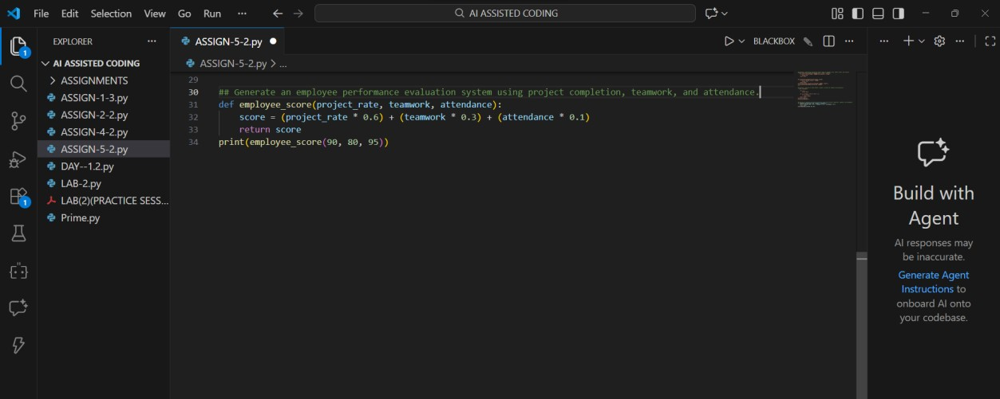 File Edit Selection View Go Run ··· ← → AI ASSISTED CODING
EXPLORER ···
AI ASSISTED CODING
ASSIGNMENTS
ASSIGN-1-3.py
ASSIGN-2-2.py
ASSIGN-4-2.py
ASSIGN-5-2.py
DAY--1.2.py
LAB-2.py
LAB(2)(PRACTICE SESS...
Prime.py
1
1
ASSIGN-5-2.py ●
BLACKBOX ···
ASSIGN-5-2.py > ...
29
30 ## Generate an employee performance evaluation system using project completion, teamwork, and attendance.
31 def employee_score(project_rate, teamwork, attendance):
32     score = (project_rate * 0.6) + (teamwork * 0.3) + (attendance * 0.1)
33     return score
34 print(employee_score(90, 80, 95))
··· + ···
Build with
Agent
AI responses may
be inaccurate.
Generate Agent
Instructions to
onboard AI onto
your codebase.